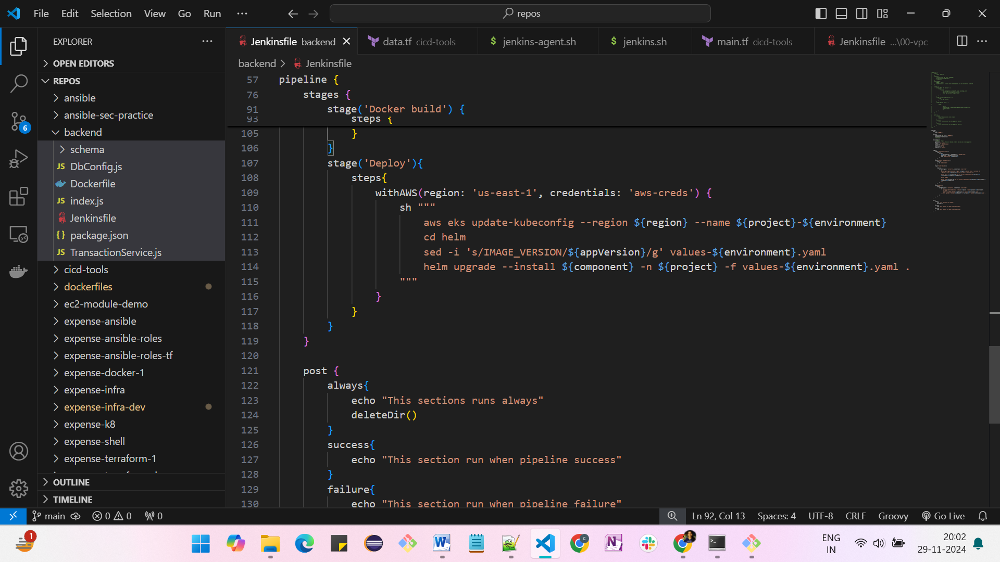 File Edit Selection View Go Run ···
repos
EXPLORER
OPEN EDITORS
REPOS
ansible
ansible-sec-practice
backend
schema
JS DbConfig.js
Dockerfile
JS index.js
Jenkinsfile
{} package.json
JS TransactionService.js
cicd-tools
dockerfiles
ec2-module-demo
expense-ansible
expense-ansible-roles
expense-ansible-roles-tf
expense-docker-1
expense-infra
expense-infra-dev
expense-k8
expense-shell
expense-terraform-1
OUTLINE
TIMELINE
6
Jenkinsfile backend
data.tf cicd-tools
$ jenkins-agent.sh
$ jenkins.sh
main.tf cicd-tools
Jenkinsfile ...\00-vpc
backend > Jenkinsfile
57 pipeline {
76 stages {
91 stage('Docker build') {
93 steps {
105 }
106 }
107 stage('Deploy'){
108 steps{
109 withAWS(region: 'us-east-1', credentials: 'aws-creds') {
110 sh """
111 aws eks update-kubeconfig --region ${region} --name ${project}-${environment}
112 cd helm
113 sed -i 's/IMAGE_VERSION/${appVersion}/g' values-${environment}.yaml
114 helm upgrade --install ${component} -n ${project} -f values-${environment}.yaml .
115 """
116 }
117 }
118 }
119 }
120
121 post {
122 always{
123 echo "This sections runs always"
124 deleteDir()
125 }
126 success{
127 echo "This section run when pipeline success"
128 }
129 failure{
130 echo "This section run when pipeline failure"
main 0 0 0
Ln 92, Col 13 Spaces: 4 UTF-8 CRLF Groovy Go Live
1
ENG
IN
20:02
29-11-2024